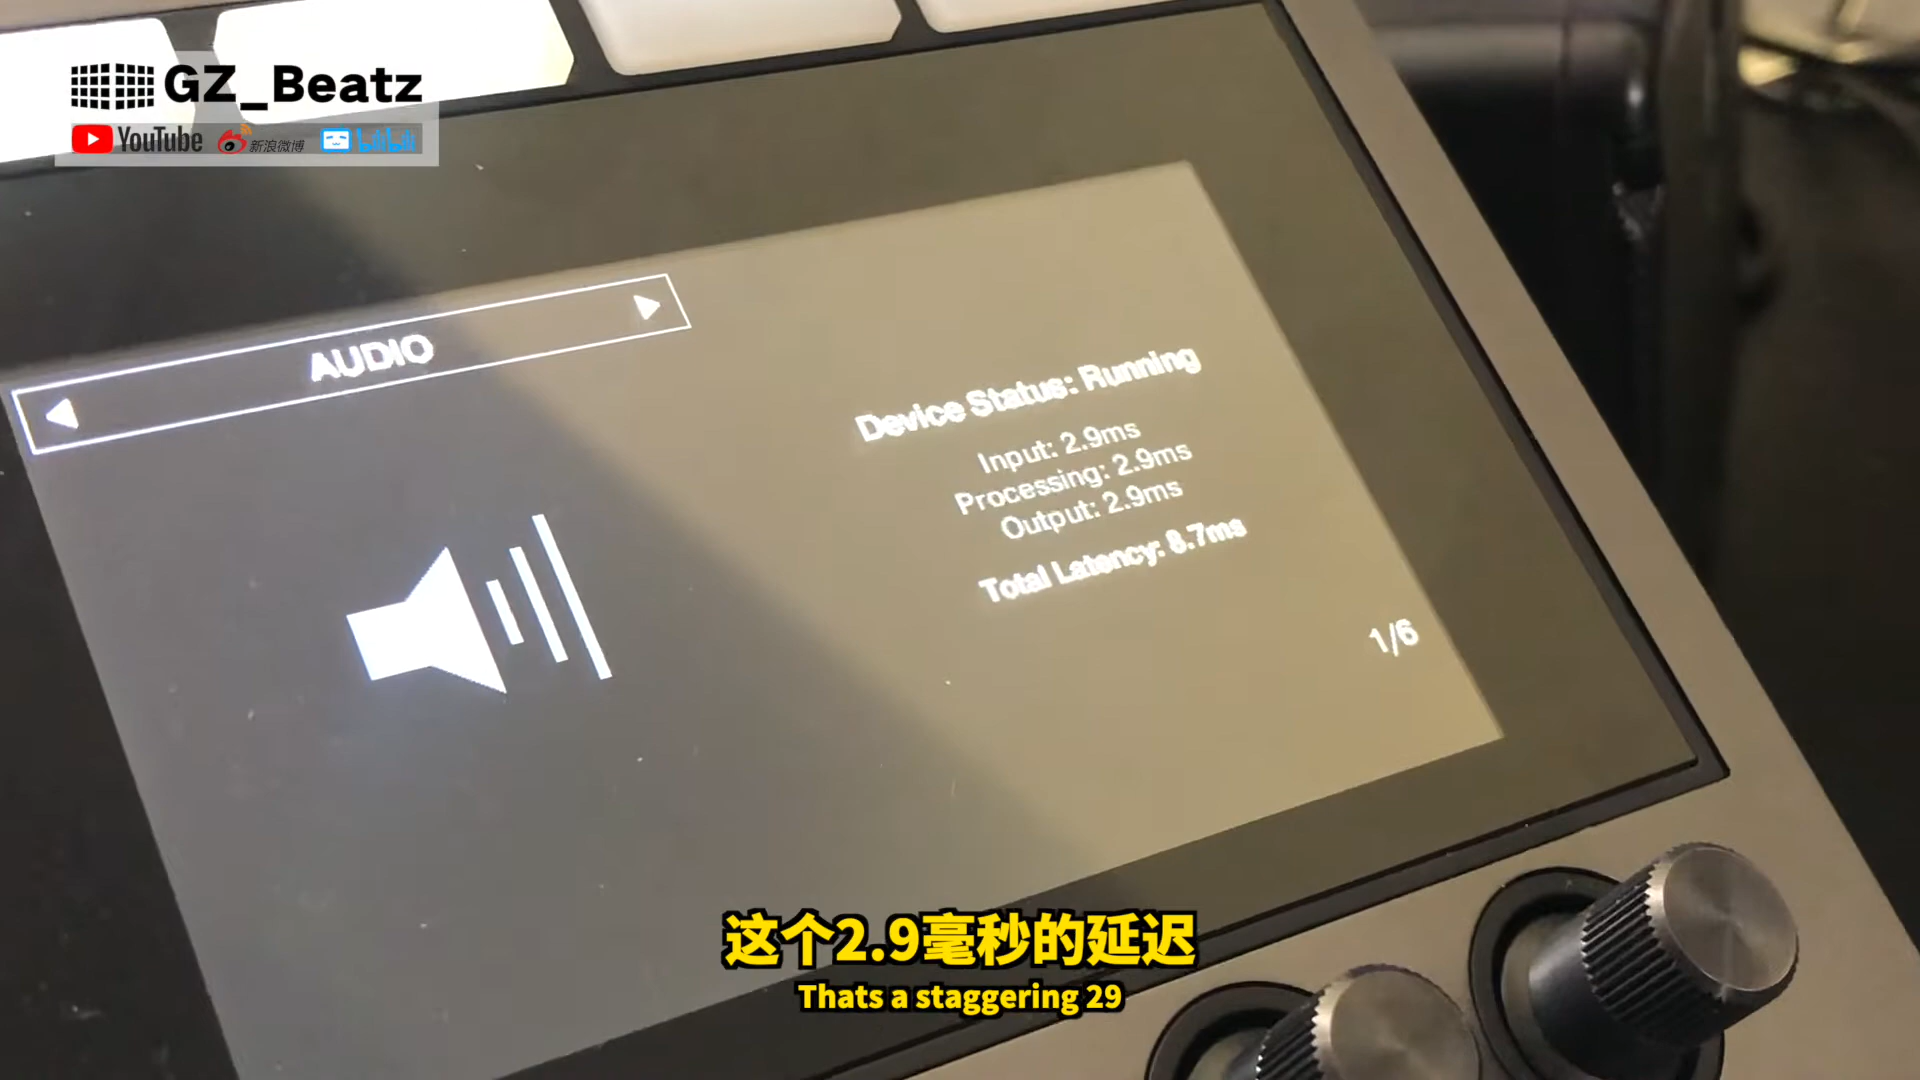 GZ_Beatz
YouTube 新浪微博 bilibili
AUDIO
Device Status: Running
Input: 2.9ms
Processing: 2.9ms
Output: 2.9ms
Total Latency: 8.7ms
1/6
这个2.9毫秒的延迟
Thats a staggering 29